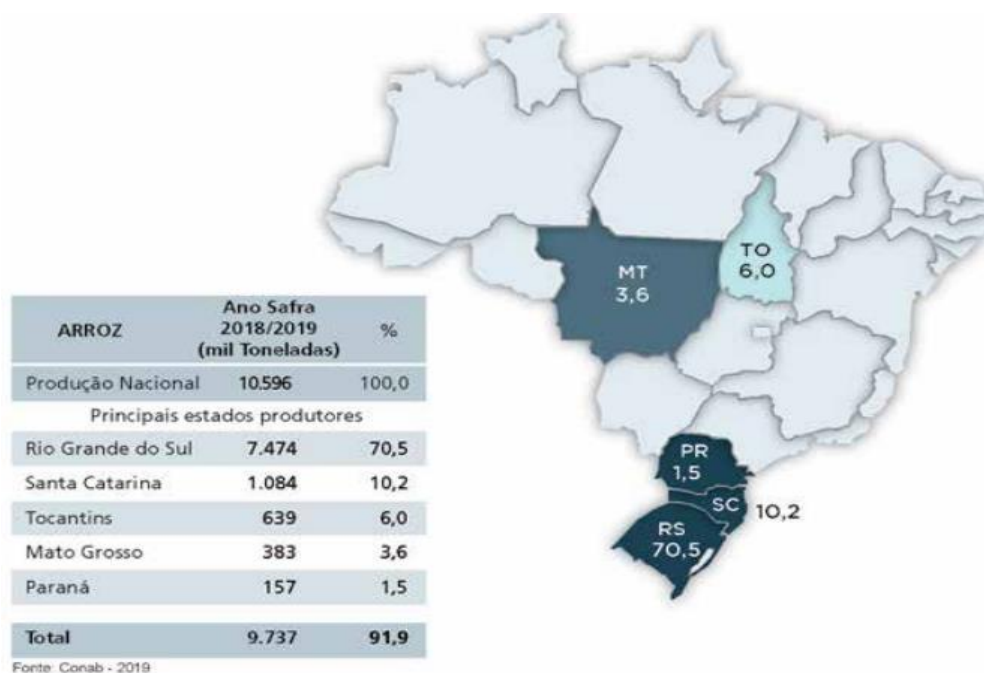 ARROZ Ano Safra 2018/2019 (mil Toneladas) %
Produção Nacional 10.596 100,0
Principais estados produtores
Rio Grande do Sul 7.474 70,5
Santa Catarina 1.084 10,2
Tocantins 639 6,0
Mato Grosso 383 3,6
Paraná 157 1,5
Total 9.737 91,9
Fonte: Conab - 2019
TO
6,0
MT
3,6
PR
1,5
SC 10,2
RS
70,5